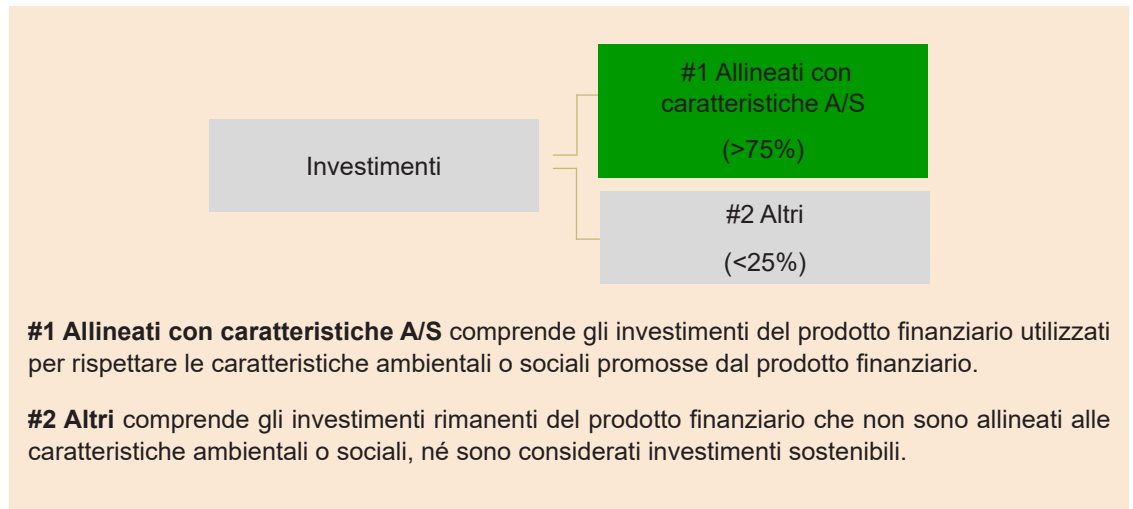 #1 Allineati con
caratteristiche A/S
(>75%)
Investimenti
#2 Altri
(<25%)
#1 Allineati con caratteristiche A/S comprende gli investimenti del prodotto finanziario utilizzati
per rispettare le caratteristiche ambientali o sociali promosse dal prodotto finanziario.
#2 Altri comprende gli investimenti rimanenti del prodotto finanziario che non sono allineati alle
caratteristiche ambientali o sociali, né sono considerati investimenti sostenibili.